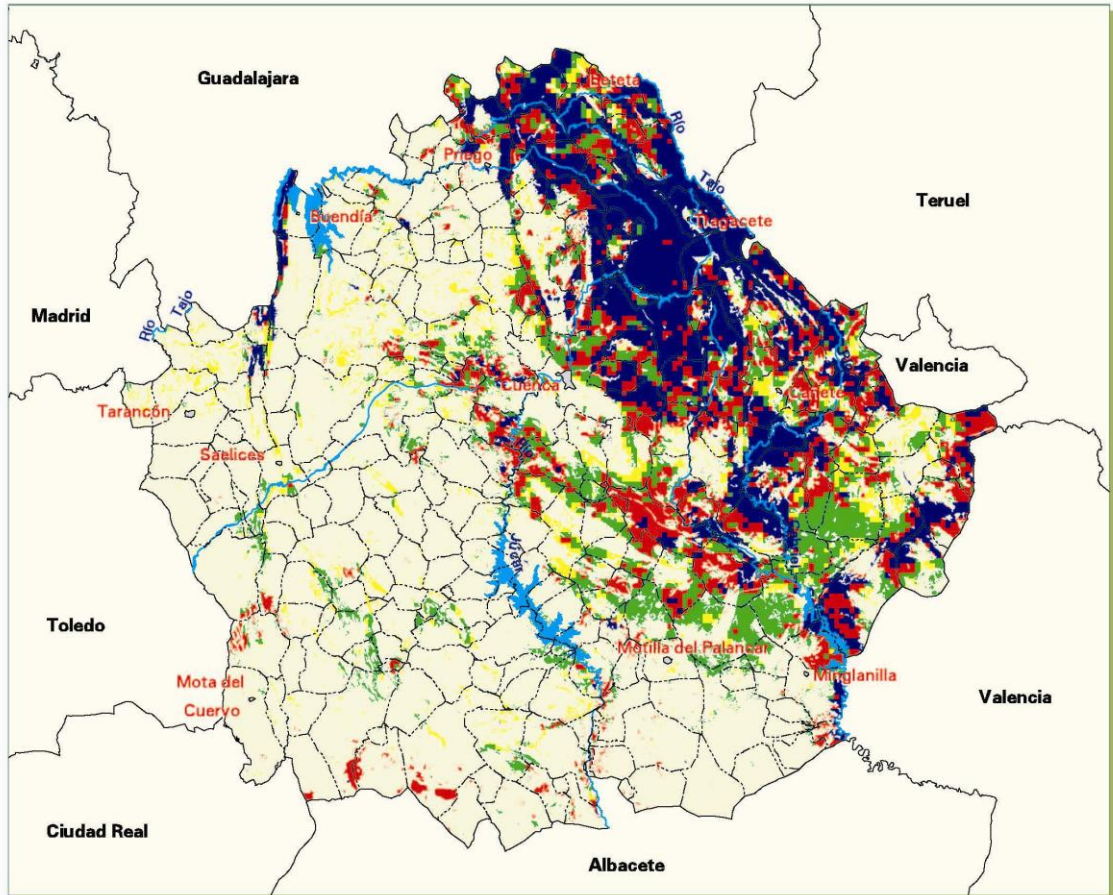 Guadalajara
Beteta
Río
Tajo
Priego
Tragacete
Buendía
Teruel
Madrid
Río
Tajo
Valencia
Tarancón
Cuenca
Cañete
Saelices
Júcar
Toledo
Motilla del Palancar
Minglanilla
Mota del
Cuervo
Valencia
Ciudad Real
Albacete